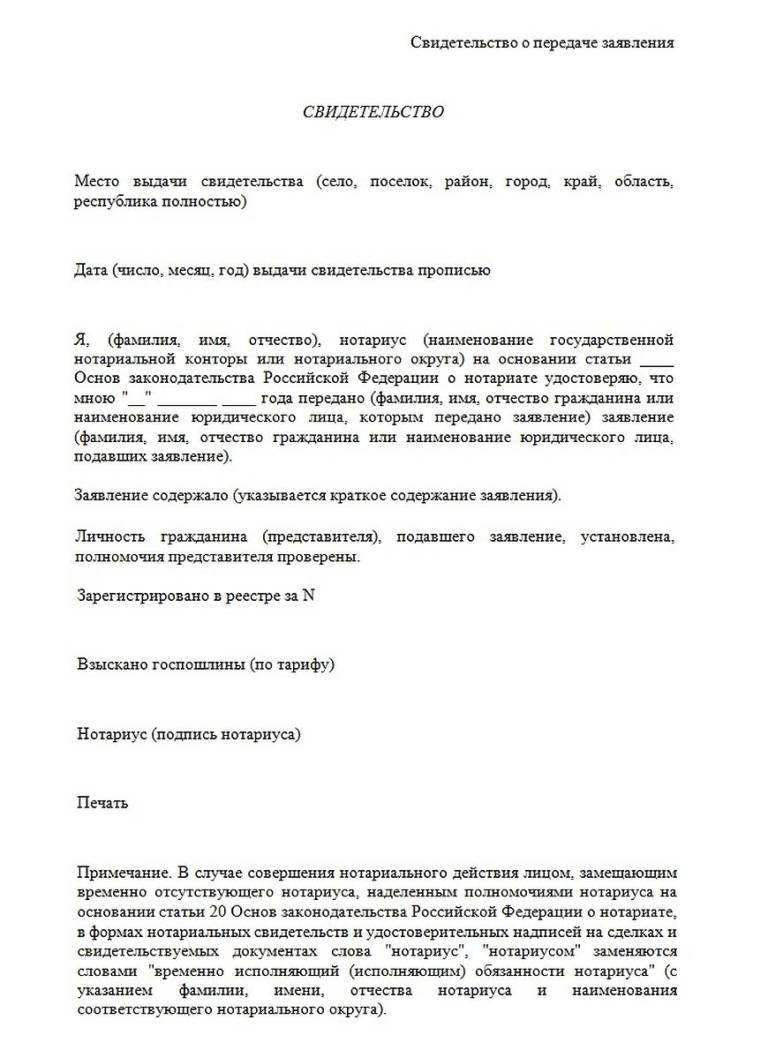 Свидетельство о передаче заявления
СВИДЕТЕЛЬСТВО
Место выдачи свидетельства (село, поселок, район, город, край, область,
республика полностью)
Дата (число, месяц, год) выдачи свидетельства прописью
Я, (фамилия, имя, отчество), нотариус (наименование государственной
нотариальной конторы или нотариального округа) на основании статьи ____
Основ законодательства Российской Федерации о нотариате удостоверяю, что
мною "__" _______ ____ года передано (фамилия, имя, отчество гражданина или
наименование юридического лица, которым передано заявление) заявление
(фамилия, имя, отчество гражданина или наименование юридического лица,
подавших заявление).
Заявление содержало (указывается краткое содержание заявления).
Личность гражданина (представителя), подавшего заявление, установлена,
полномочия представителя проверены.
Зарегистрировано в реестре за N
Взыскано госпошлины (по тарифу)
Нотариус (подпись нотариуса)
Печать
Примечание. В случае совершения нотариального действия лицом, замещающим
временно отсутствующего нотариуса, наделенным полномочиями нотариуса на
основании статьи 20 Основ законодательства Российской Федерации о нотариате,
в формах нотариальных свидетельств и удостоверительных надписей на сделках и
свидетельствуемых документах слова "нотариус", "нотариусом" заменяются
словами "временно исполняющий (исполняющим) обязанности нотариуса" (с
указанием фамилии, имени, отчества нотариуса и наименования
соответствующего нотариального округа).